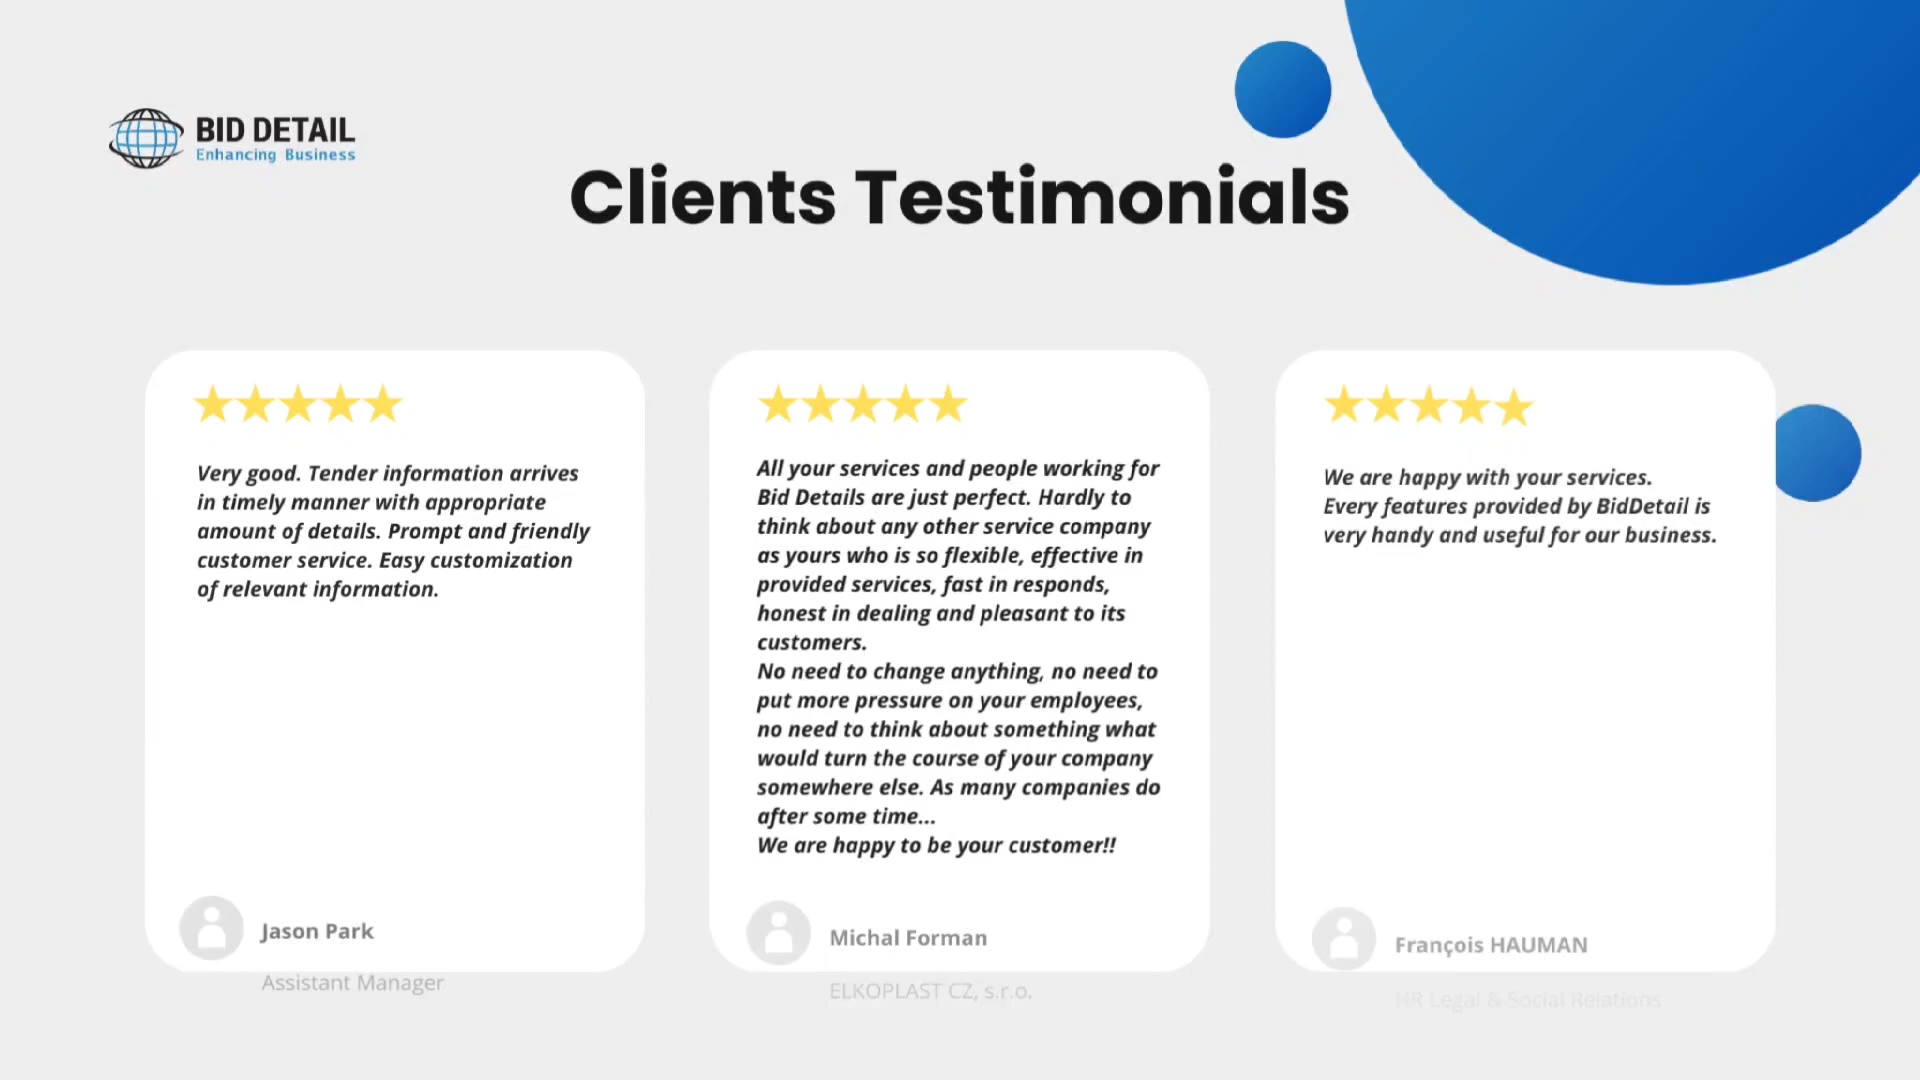 BID DETAIL
Enhancing Business
Clients Testimonials
Very good. Tender information arrives
in timely manner with appropriate
amount of details. Prompt and friendly
customer service. Easy customization
of relevant information.
Jason Park
Assistant Manager
All your services and people working for
Bid Details are just perfect. Hardly to
think about any other service company
as yours who is so flexible, effective in
provided services, fast in responds,
honest in dealing and pleasant to its
customers.
No need to change anything, no need to
put more pressure on your employees,
no need to think about something what
would turn the course of your company
somewhere else. As many companies do
after some time...
We are happy to be your customer!!
Michal Forman
ELKOPLAST CZ, s.r.o.
We are happy with your services.
Every features provided by BidDetail is
very handy and useful for our business.
François HAUMAN
HR Legal & Social Relations